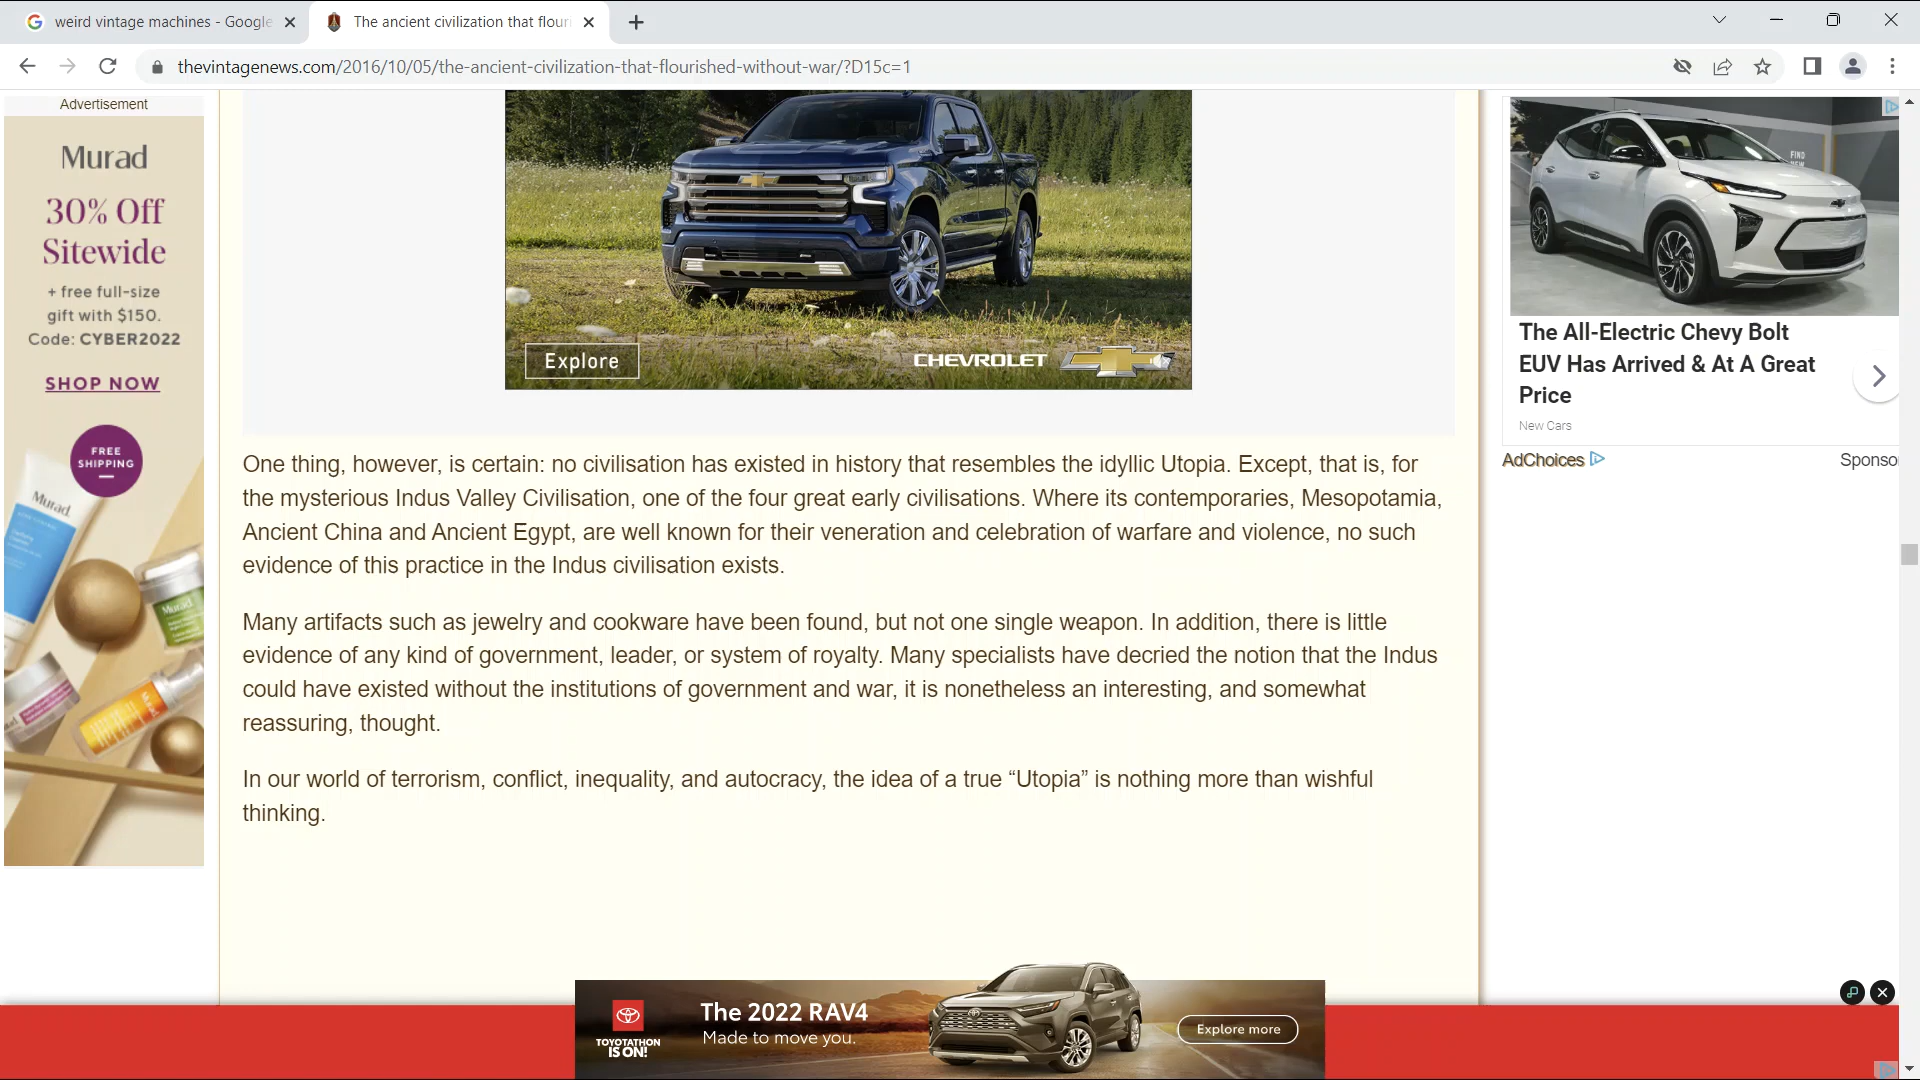 weird vintage machines - Google
The ancient civilization that flouri
thevintagenews.com/2016/10/05/the-ancient-civilization-that-flourished-without-war/?D15c=1
Advertisement
Murad
30% Off
Sitewide
+ free full-size
gift with $150.
Code: CYBER2022
SHOP NOW
FREE
SHIPPING
Murad
Murad
Explore
CHEVROLET
One thing, however, is certain: no civilisation has existed in history that resembles the idyllic Utopia. Except, that is, for
the mysterious Indus Valley Civilisation, one of the four great early civilisations. Where its contemporaries, Mesopotamia,
Ancient China and Ancient Egypt, are well known for their veneration and celebration of warfare and violence, no such
evidence of this practice in the Indus civilisation exists.
Many artifacts such as jewelry and cookware have been found, but not one single weapon. In addition, there is little
evidence of any kind of government, leader, or system of royalty. Many specialists have decried the notion that the Indus
could have existed without the institutions of government and war, it is nonetheless an interesting, and somewhat
reassuring, thought.
In our world of terrorism, conflict, inequality, and autocracy, the idea of a true “Utopia” is nothing more than wishful
thinking.
FIND
NEW
The All-Electric Chevy Bolt
EUV Has Arrived & At A Great
Price
New Cars
AdChoices
Sponso
TOYOTATHON
IS ON!
The 2022 RAV4
Made to move you.
Explore more